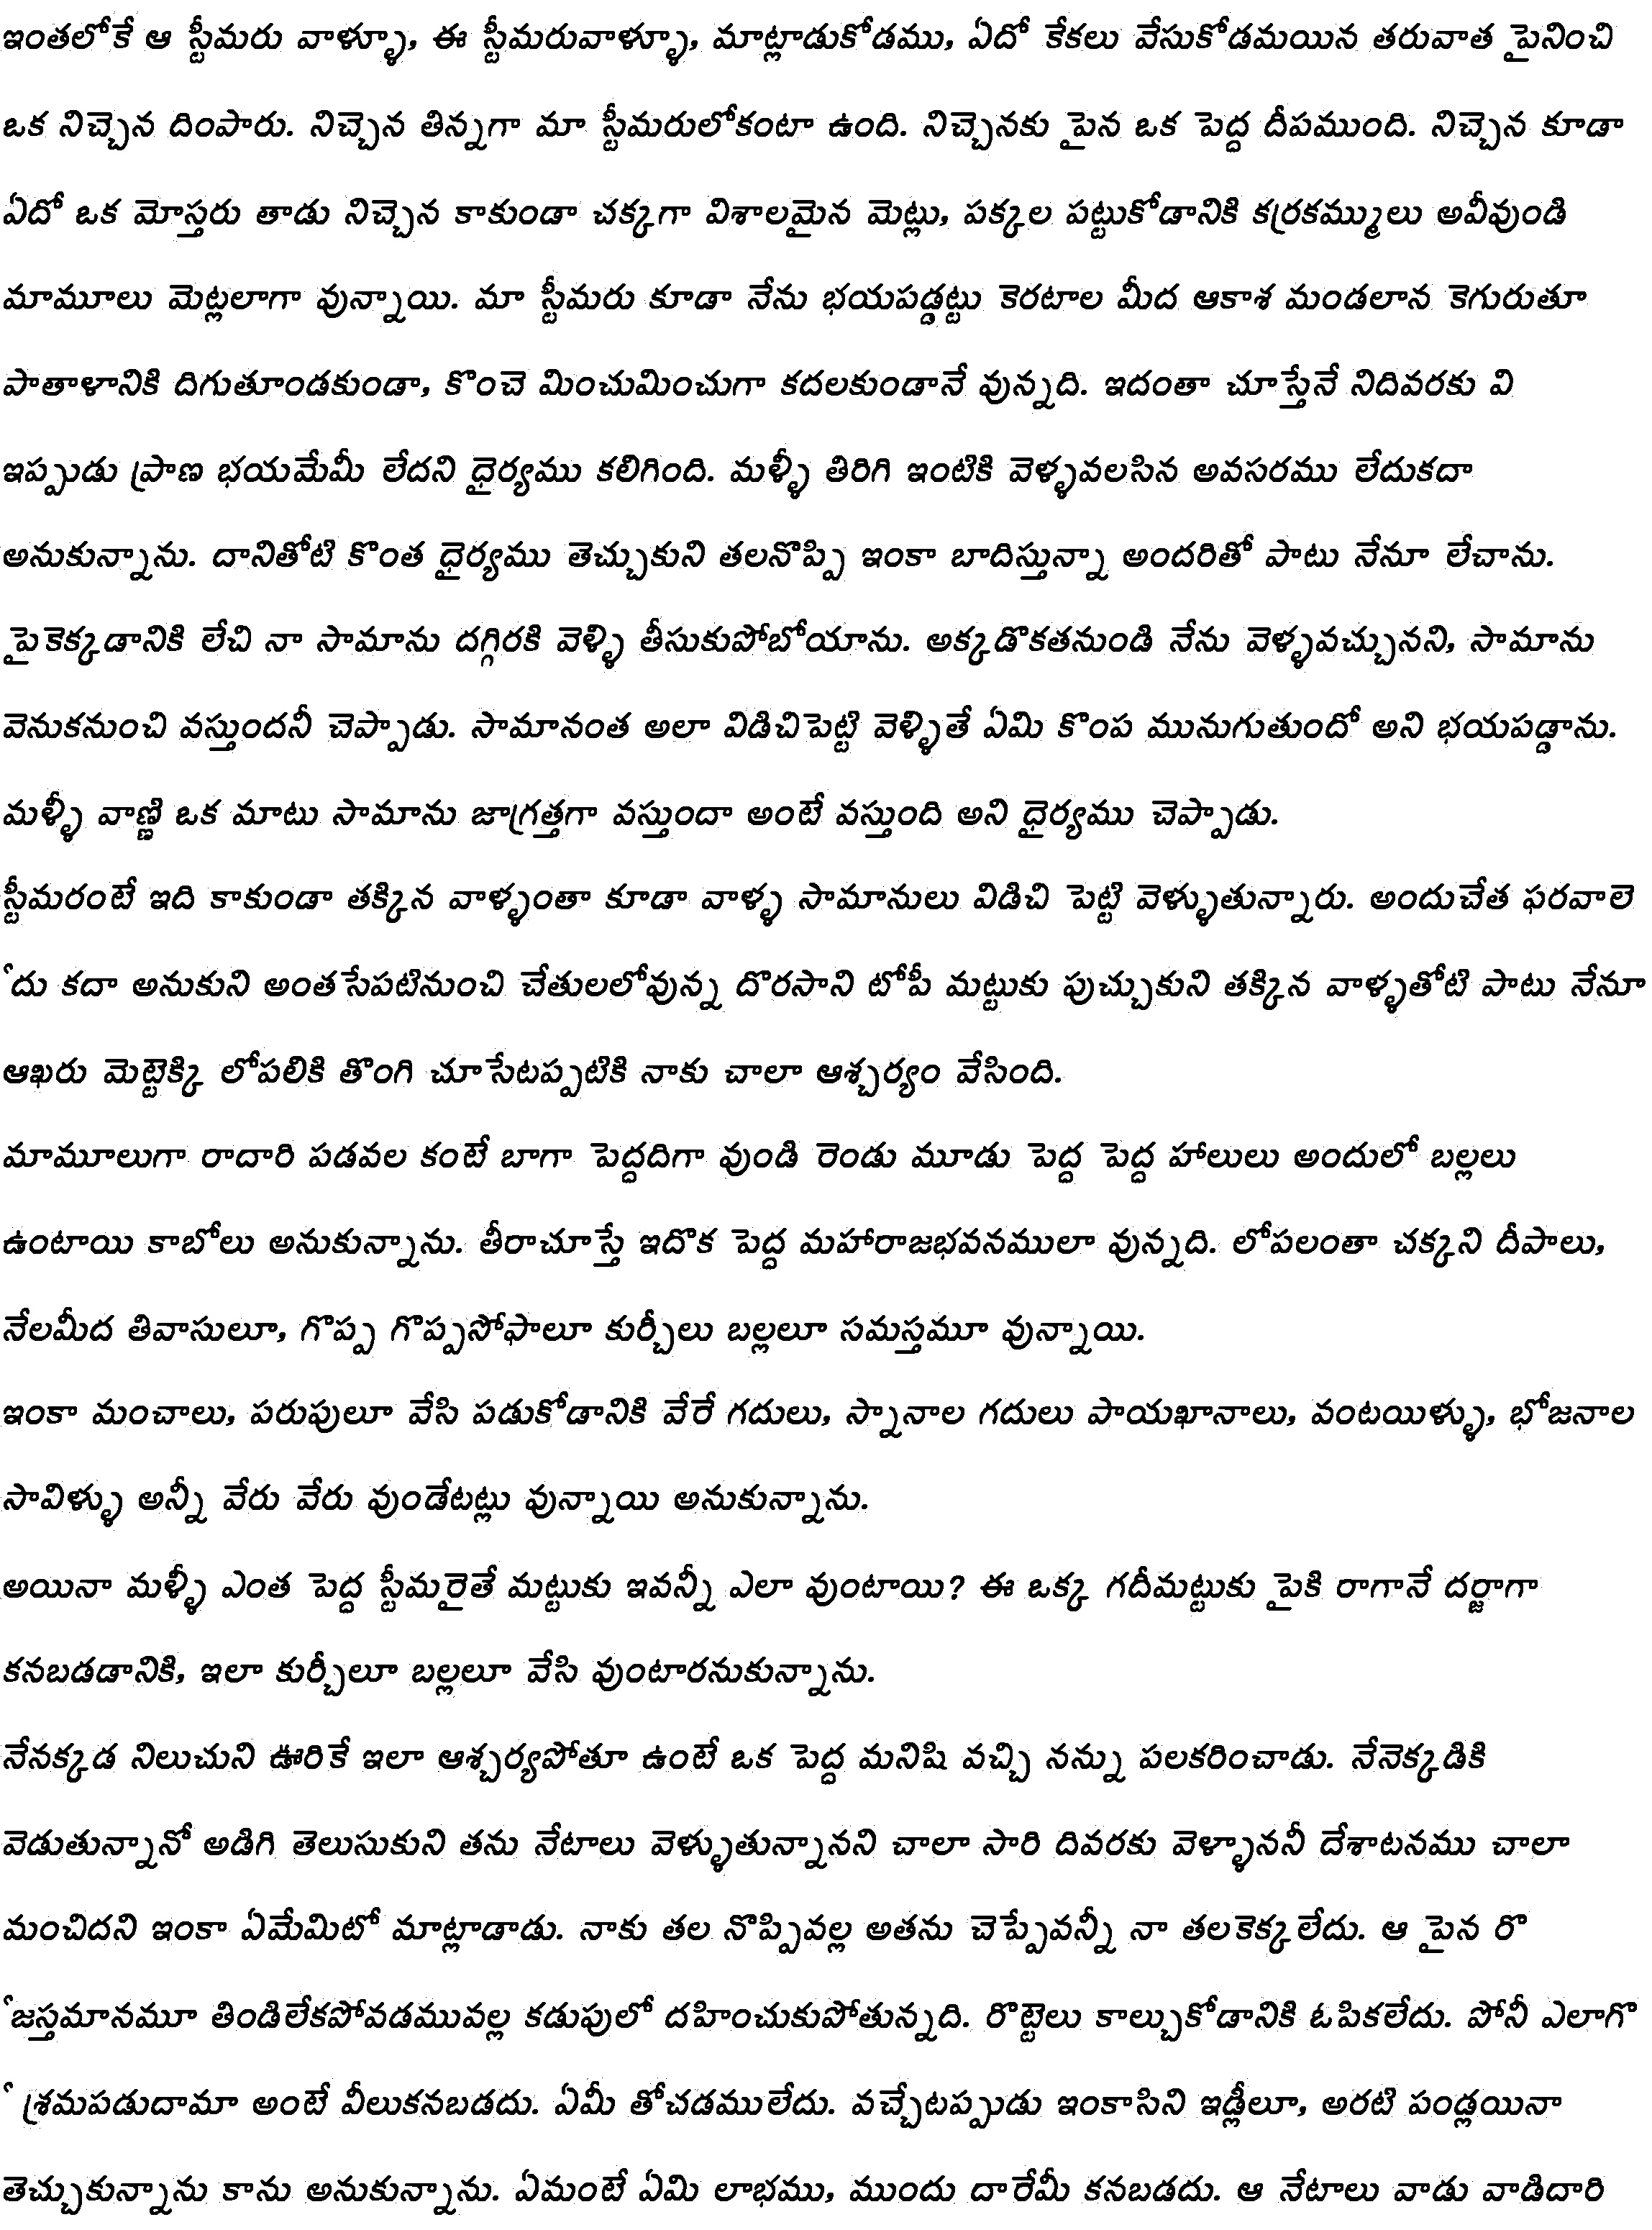 ఇంతలోకే ఆ స్టీమరు వాళ్ళూ, ఈ స్టీమరువాళ్ళూ, మాట్లాడుకోడము, ఏదో కేకలు వేసుకోడమయిన తరువాత పైనించి
ఒక నిచ్చెన దింపారు. నిచ్చెన తిన్నగా మా స్టీమరులోకంటా ఉంది. నిచ్చెనకు పైన ఒక పెద్ద దీపముంది. నిచ్చెన కూడా
ఏదో ఒక మోస్తరు తాడు నిచ్చెన కాకుండా చక్కగా విశాలమైన మెట్లు, పక్కల పట్టుకోడానికి కర్రకమ్ములు అవీవుండి
మామూలు మెట్లలాగా వున్నాయి. మా స్టీమరు కూడా నేను భయపడ్డట్టు కెరటాల మీద ఆకాశ మండలాన కెగురుతూ
పాతాళానికి దిగుతూండకుండా, కొంచె మించుమించుగా కదలకుండానే వున్నది. ఇదంతా చూస్తేనే నిదివరకు వి
ఇప్పుడు ప్రాణ భయమేమీ లేదని ధైర్యము కలిగింది. మళ్ళీ తిరిగి ఇంటికి వెళ్ళవలసిన అవసరము లేదుకదా
అనుకున్నాను. దానితోటి కొంత ధైర్యము తెచ్చుకుని తలనొప్పి ఇంకా బాదిస్తున్నా అందరితో పాటు నేనూ లేచాను.
పైకెక్కడానికి లేచి నా సామాను దగ్గిరకి వెళ్ళి తీసుకుపోబోయాను. అక్కడొకతనుండి నేను వెళ్ళవచ్చునని, సామాను
వెనుకనుంచి వస్తుందనీ చెప్పాడు. సామానంత అలా విడిచిపెట్టి వెళ్ళితే ఏమి కొంప మునుగుతుందో అని భయపడ్డాను.
మళ్ళీ వాణ్ణి ఒక మాటు సామాను జాగ్రత్తగా వస్తుందా అంటే వస్తుంది అని ధైర్యము చెప్పాడు.
స్టీమరంటే ఇది కాకుండా తక్కిన వాళ్ళంతా కూడా వాళ్ళ సామానులు విడిచి పెట్టి వెళ్ళుతున్నారు. అందుచేత ఫరవాలె
ేదు కదా అనుకుని అంతసేపటినుంచి చేతులలోవున్న దొరసాని టోపీ మట్టుకు పుచ్చుకుని తక్కిన వాళ్ళతోటి పాటు నేనూ
ఆఖరు మెట్టెక్కి లోపలికి తొంగి చూసేటప్పటికి నాకు చాలా ఆశ్చర్యం వేసింది.
మామూలుగా రాదారి పడవల కంటే బాగా పెద్దదిగా వుండి రెండు మూడు పెద్ద పెద్ద హాలులు అందులో బల్లలు
ఉంటాయి కాబోలు అనుకున్నాను. తీరాచూస్తే ఇదొక పెద్ద మహారాజభవనములా వున్నది. లోపలంతా చక్కని దీపాలు,
నేలమీద తివాసులూ, గొప్ప గొప్పసోఫాలూ కుర్చీలు బల్లలూ సమస్తమూ వున్నాయి.
ఇంకా మంచాలు, పరుపులూ వేసి పడుకోడానికి వేరే గదులు, స్నానాల గదులు పాయఖానాలు, వంటయిళ్ళు, భోజనాల
సావిళ్ళు అన్నీ వేరు వేరు వుండేటట్లు వున్నాయి అనుకున్నాను.
అయినా మళ్ళీ ఎంత పెద్ద స్టీమరైతే మట్టుకు ఇవన్నీ ఎలా వుంటాయి? ఈ ఒక్క గదీమట్టుకు పైకి రాగానే దర్జాగా
కనబడడానికి, ఇలా కుర్చీలూ బల్లలూ వేసి వుంటారనుకున్నాను.
నేనక్కడ నిలుచుని ఊరికే ఇలా ఆశ్చర్యపోతూ ఉంటే ఒక పెద్ద మనిషి వచ్చి నన్ను పలకరించాడు. నేనెక్కడికి
వెడుతున్నానో అడిగి తెలుసుకుని తను నేటాలు వెళ్ళుతున్నానని చాలా సారి దివరకు వెళ్ళాననీ దేశాటనము చాలా
మంచిదని ఇంకా ఏమేమిటో మాట్లాడాడు. నాకు తల నొప్పివల్ల అతను చెప్పేవన్నీ నా తలకెక్కలేదు. ఆ పైన రొ
ేజస్తమానమూ తిండిలేకపోవడమువల్ల కడుపులో దహించుకుపోతున్నది. రొట్టెలు కాల్చుకోడానికి ఓపికలేదు. పోనీ ఎలాగొ
ే శ్రమపడుదామా అంటే వీలుకనబడదు. ఏమీ తోచడములేదు. వచ్చేటప్పుడు ఇంకాసిని ఇడ్లీలూ, అరటి పండ్లయినా
తెచ్చుకున్నాను కాను అనుకున్నాను. ఏమంటే ఏమి లాభము, ముందు దారేమీ కనబడదు. ఆ నేటాలు వాడు వాడిదారి